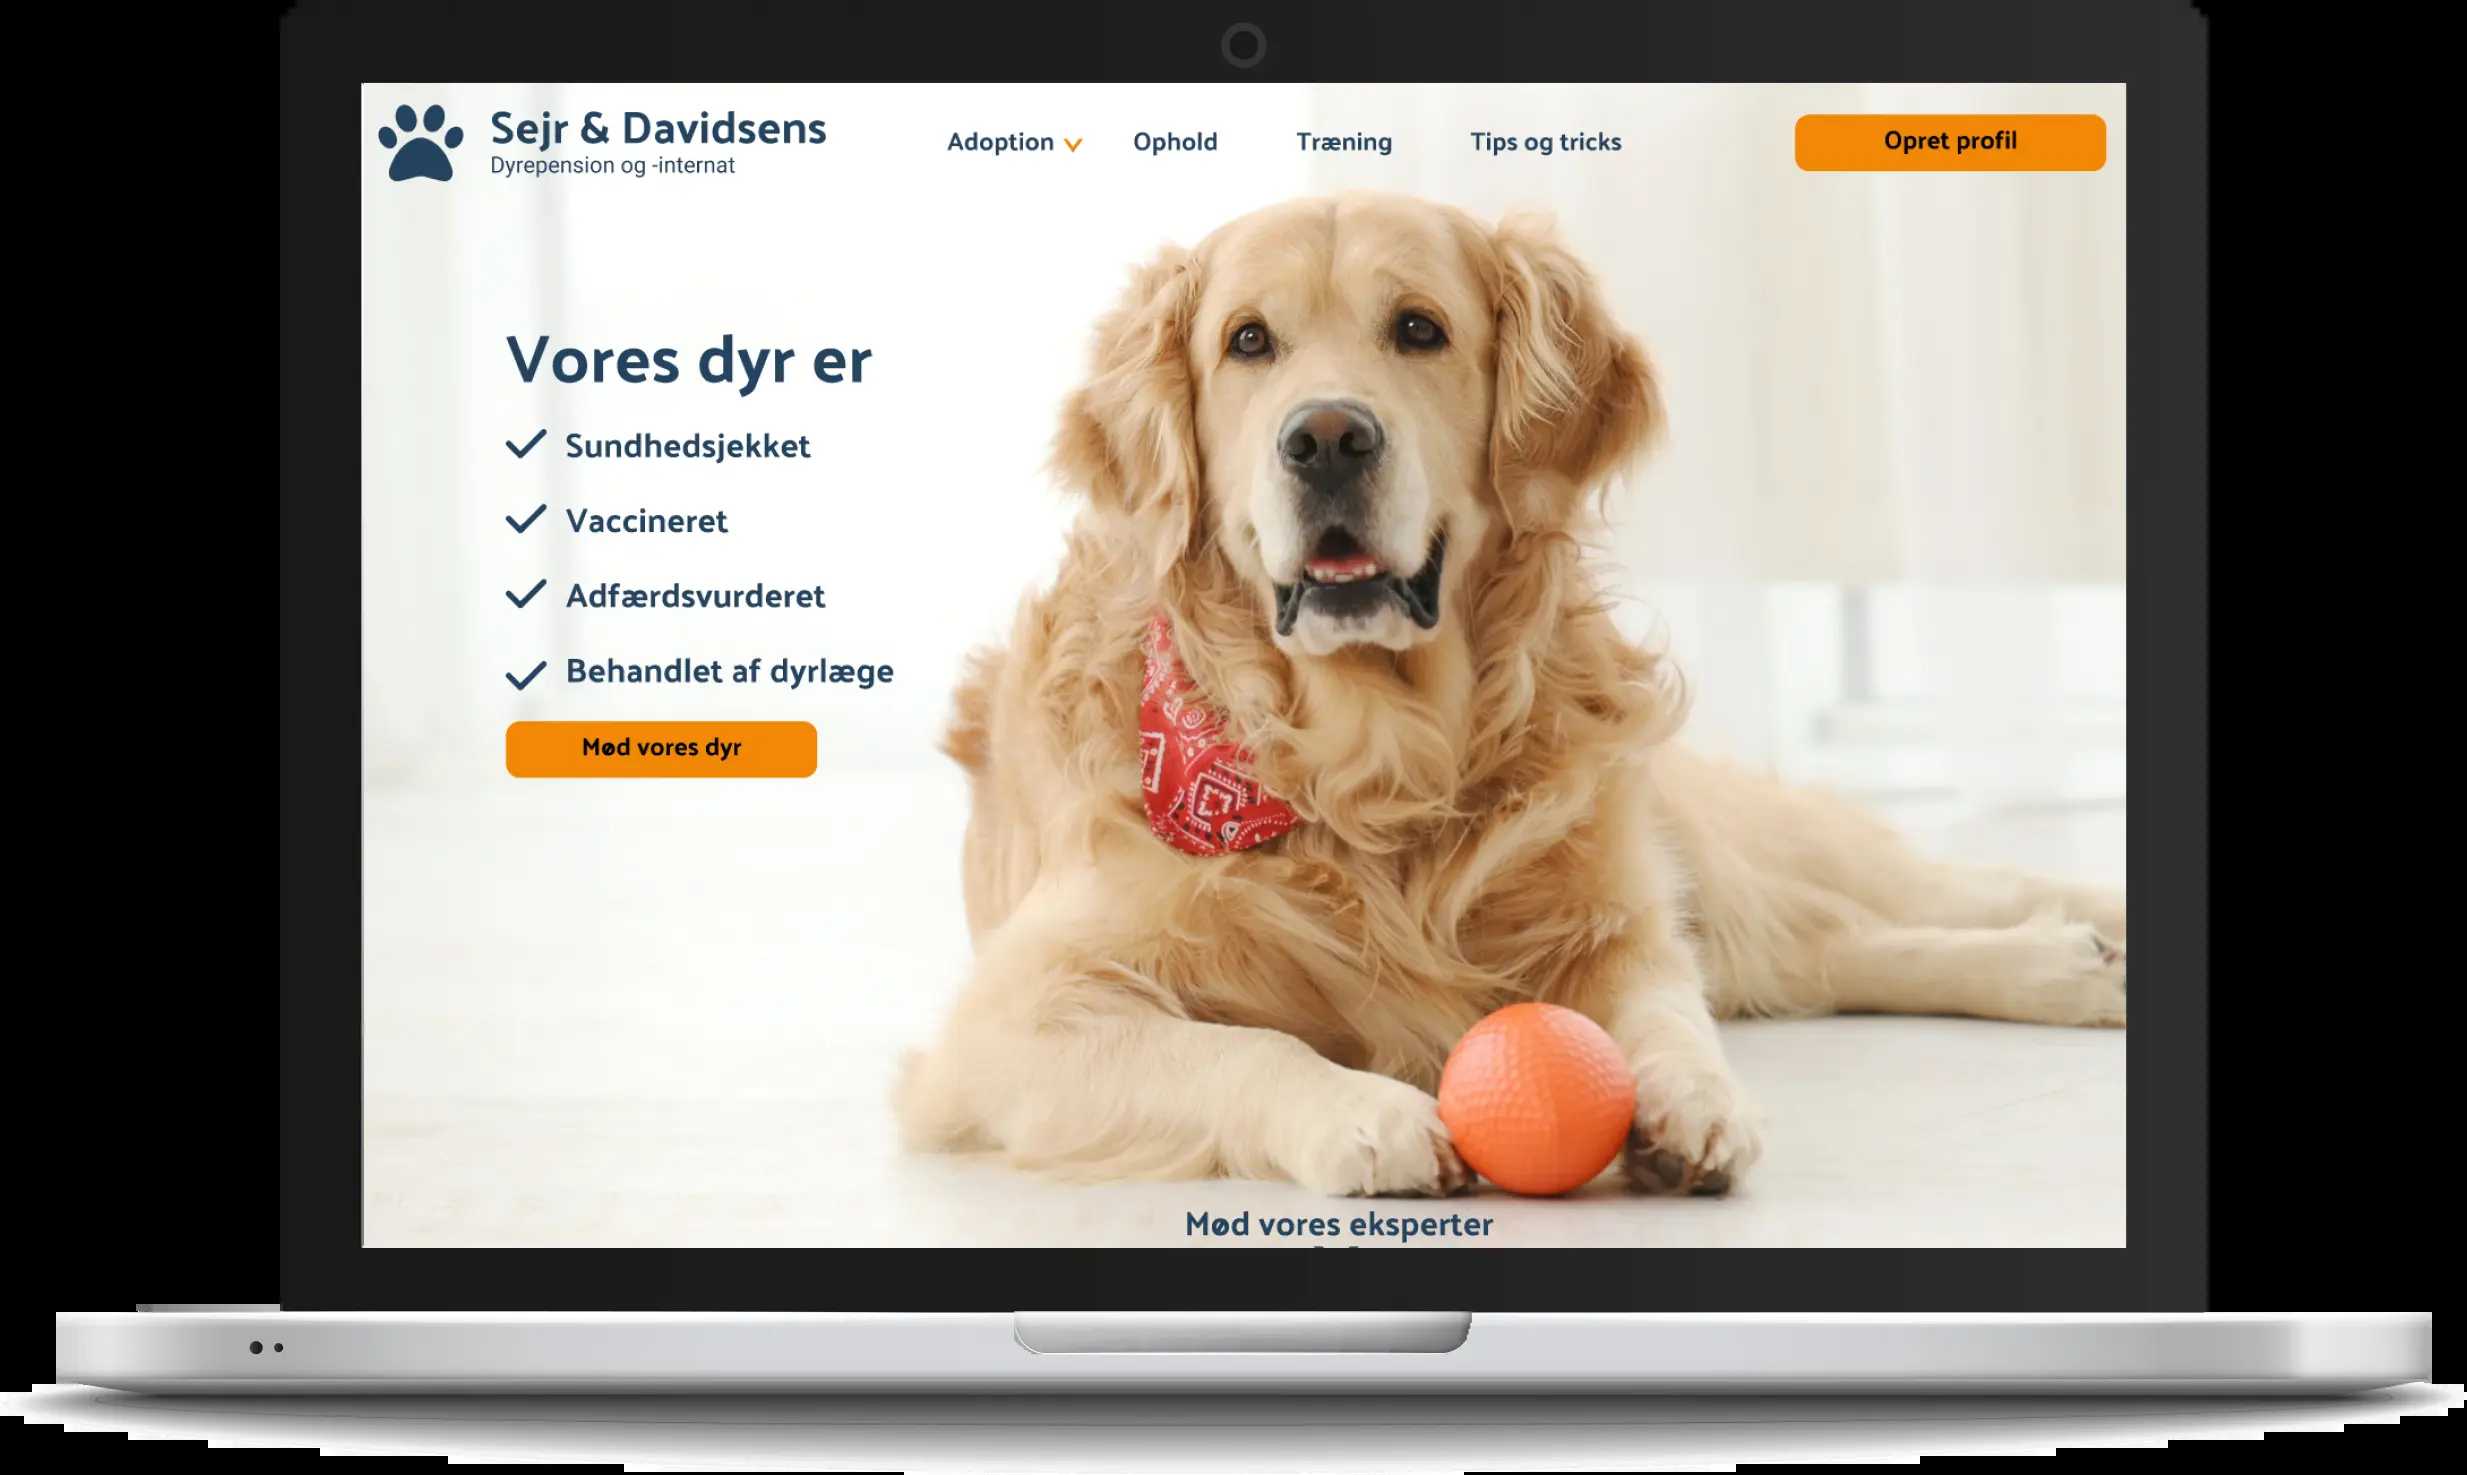 Sejr & Davidsens
Dyrepension og -internat
Adoption
Ophold
Træning
Tips og tricks
Opret profil
Vores dyr er
Sundhedsjekket
Vaccineret
Adfærdsvurderet
Behandlet af dyrlæge
Mød vores dyr
Mød vores eksperter